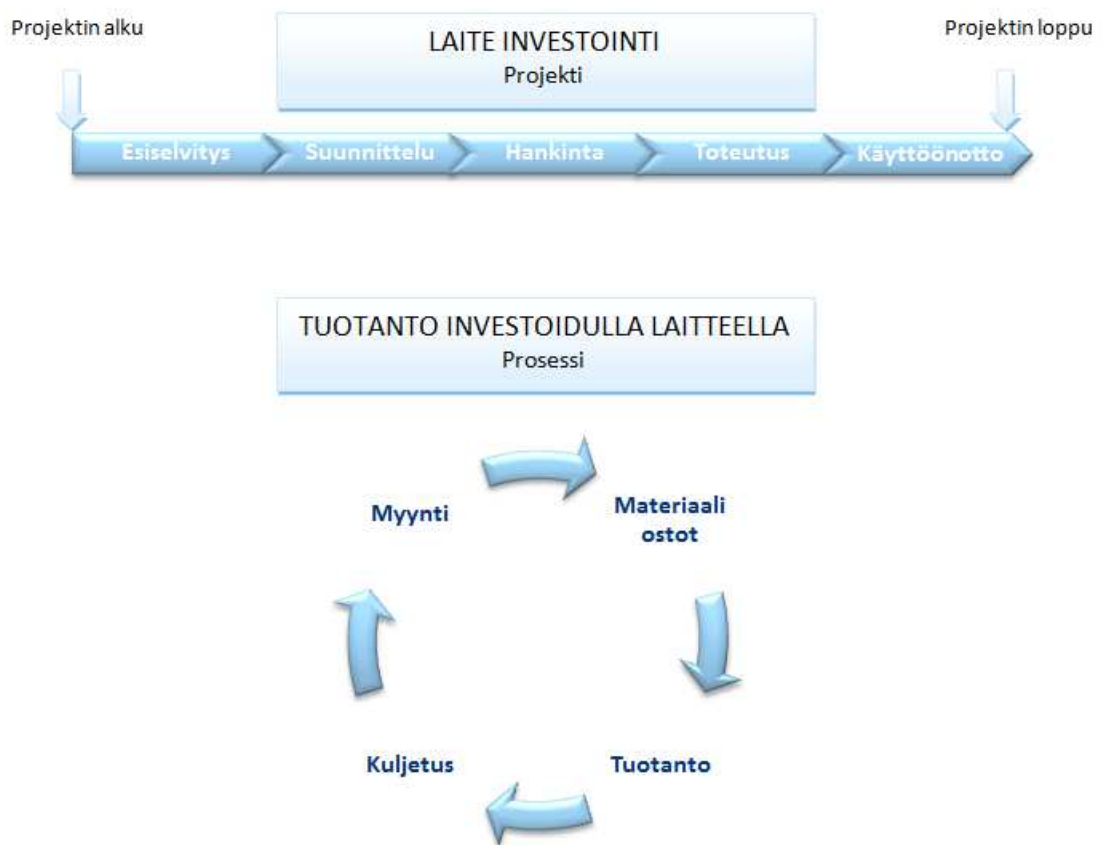 Projektin alku
LAITE INVESTOINTI
Projekti
Projektin loppu
Esiselvitys
Suunnittelu
Hankinta
Toteutus
Käyttöönotto
TUOTANTO INVESTOIDULLA LAITTEELLA
Prosessi
Myynti
Materiaali
ostot
Kuljetus
Tuotanto